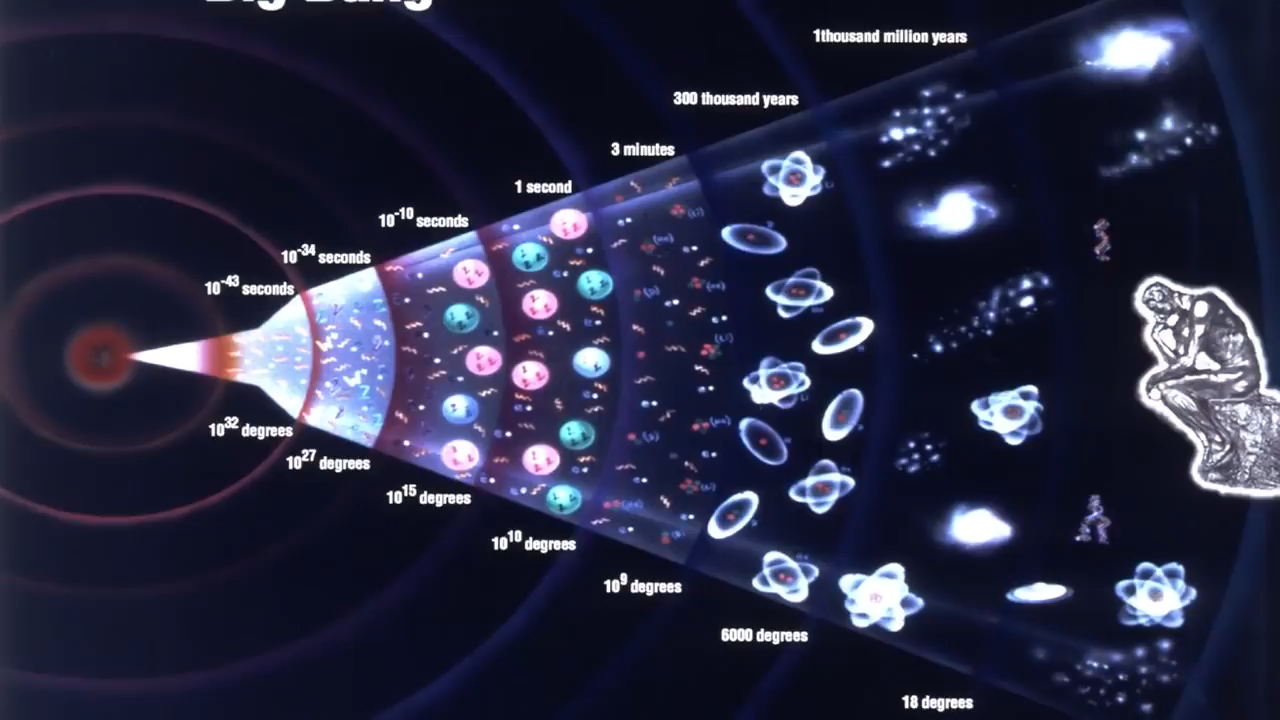 Big Bang
1thousand million years
300 thousand years
3 minutes
1 second
10-10 seconds
10-34 seconds
10-43 seconds
1032 degrees
1027 degrees
1015 degrees
1010 degrees
109 degrees
6000 degrees
18 degrees